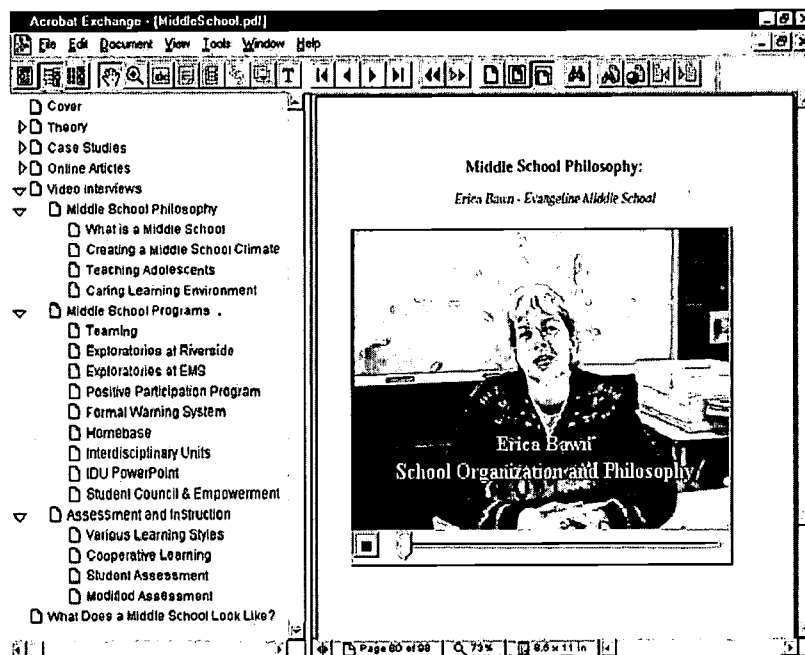 Acrobat Exchange - [MiddleSchool.pdf]
File Edit Document View Tools Window Help
Cover
Theory
Case Studies
Online Articles
Video Interviews
Middle School Philosophy
What is a Middle School
Creating a Middle School Climate
Teaching Adolescents
Caring Learning Environment
Middle School Programs
Teaming
Exploratories at Riverside
Exploratories at EMS
Positive Participation Program
Formal Warning System
Homebase
Interdisciplinary Units
IDU PowerPoint
Student Council & Empowerment
Assessment and Instruction
Various Learning Styles
Cooperative Learning
Student Assessment
Modified Assessment
What Does a Middle School Look Like?
Middle School Philosophy:
Erica Bawn - Evangeline Middle School
Erica Bawn
School Organization and Philosophy
Page 80 of 98 73% 8.5 x 11 in